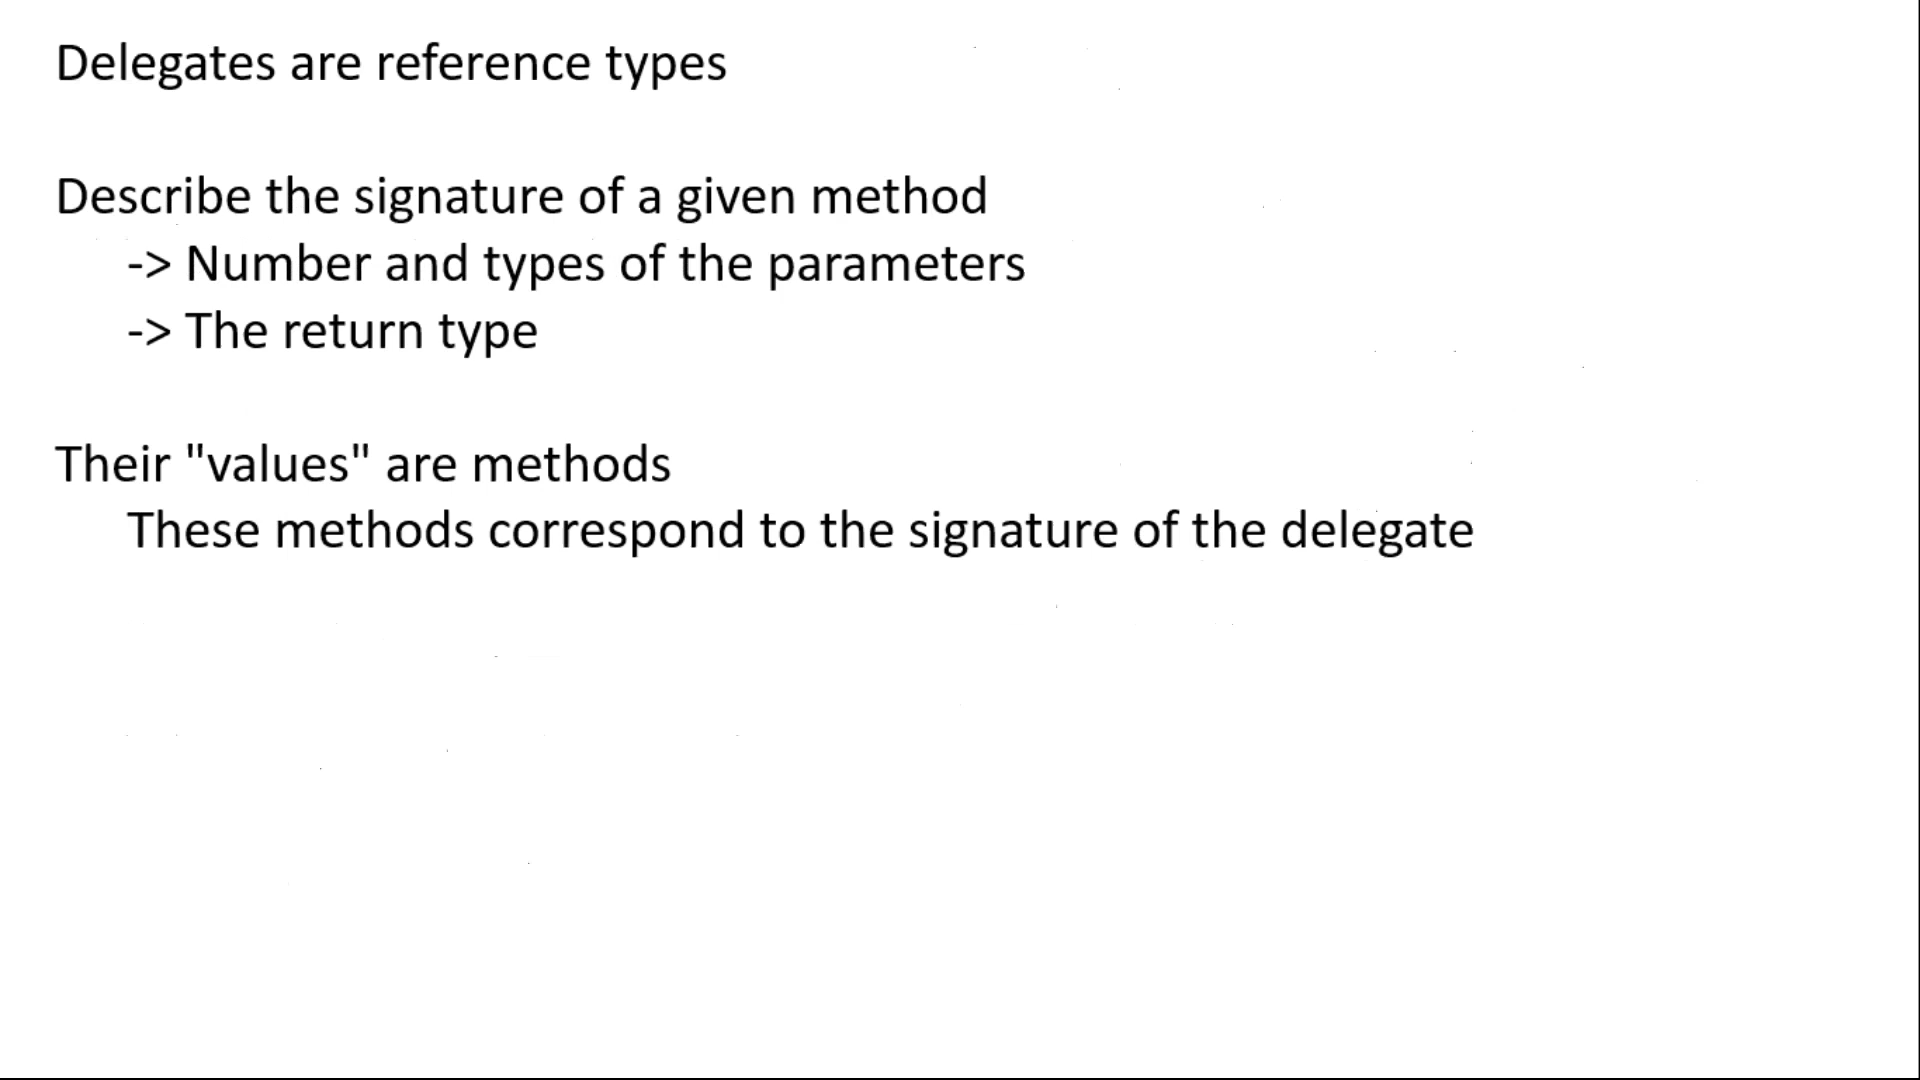 Delegates are reference types
Describe the signature of a given method
-> Number and types of the parameters
-> The return type
Their "values" are methods
These methods correspond to the signature of the delegate